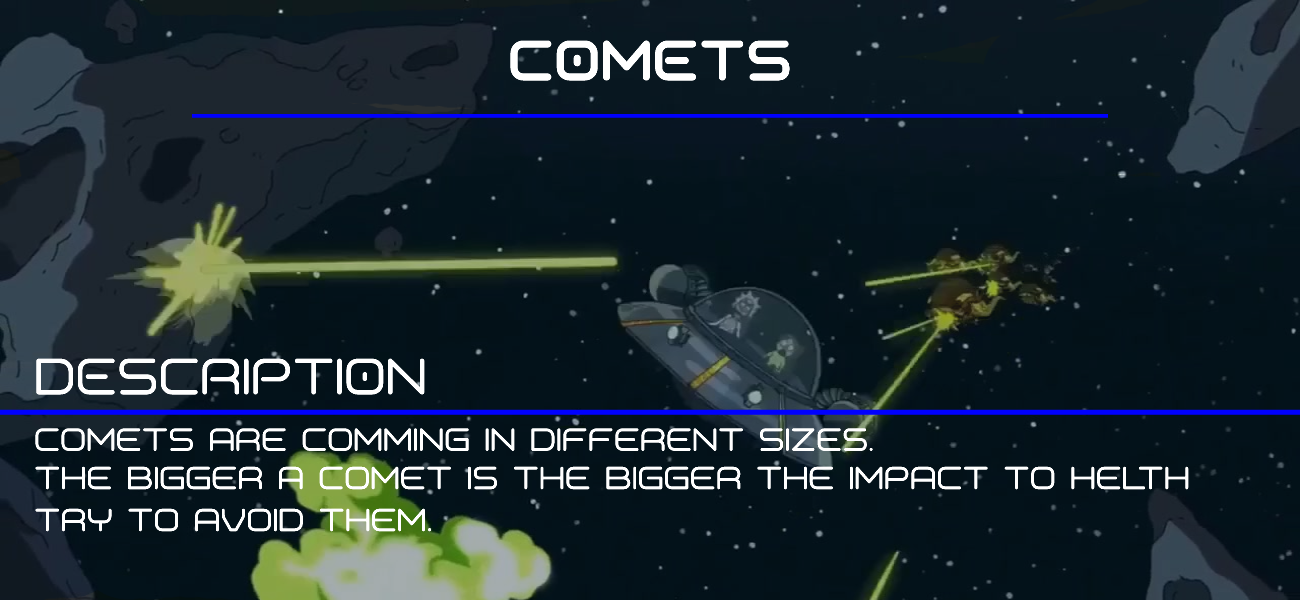 COMETS
DESCRIPTION
COMETS ARE COMMING IN DIFFERENT SIZES.
THE BIGGER A COMET IS THE BIGGER THE IMPACT TO HELTH
TRY TO AVOID THEM.